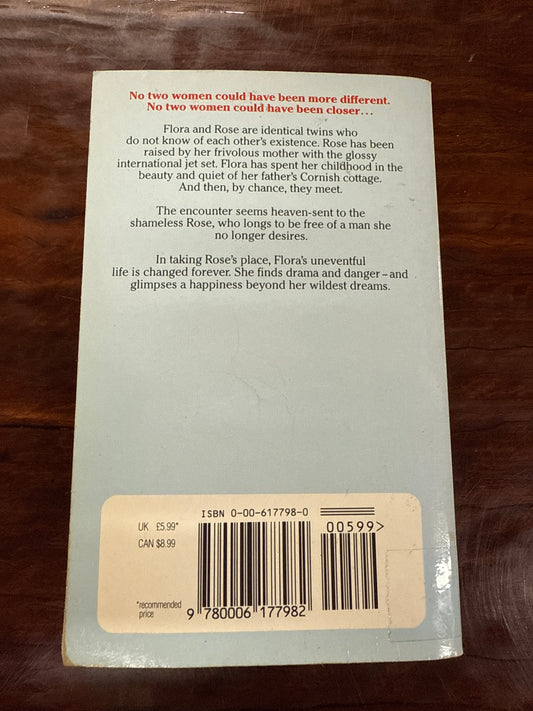 No two women could have been more different.
No two women could have been closer…
Flora and Rose are identical twins who
do not know of each other's existence. Rose has been
raised by her frivolous mother with the glossy
international jet set. Flora has spent her childhood in the
beauty and quiet of her father's Cornish cottage.
And then, by chance, they meet.
The encounter seems heaven-sent to the
shameless Rose, who longs to be free of a man she
no longer desires.
In taking Rose's place, Flora's uneventful
life is changed forever. She finds drama and danger – and
glimpses a happiness beyond her wildest dreams.
ISBN 0-00-617798-0
UK £5.99*
CAN $8.99
00599>
*recommended
price
9 780006 177982